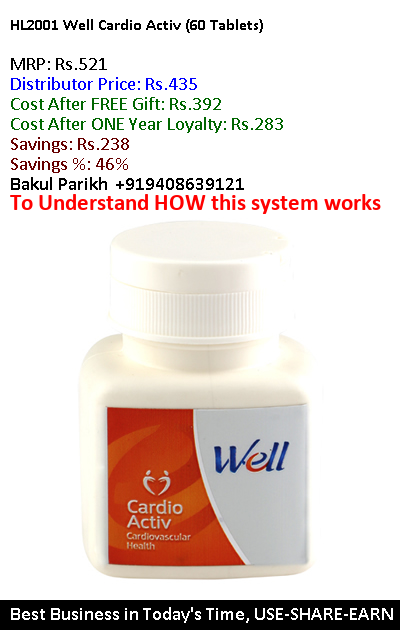 HL2001 Well Cardio Activ (60 Tablets)
MRP: Rs.521
Distributor Price: Rs.435
Cost After FREE Gift: Rs.392
Cost After ONE Year Loyalty: Rs.283
Savings: Rs.238
Savings %: 46%
Bakul Parikh +919408639121
To Understand HOW this system works
Well
Cardio
Activ
Cardiovascular
Health
Best Business in Today's Time, USE-SHARE-EARN